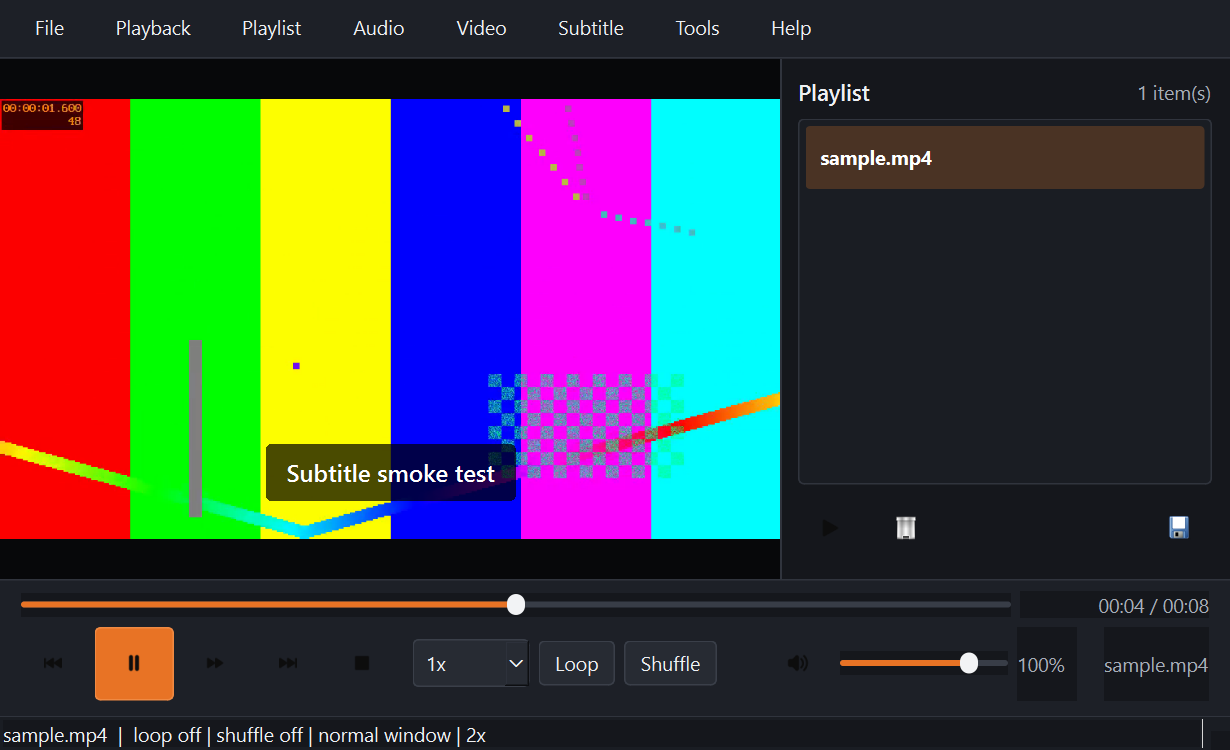 File Playback Playlist Audio Video Subtitle Tools Help
00:00:01.600
48
Playlist 1 item(s)
sample.mp4
Subtitle smoke test
00:04 / 00:08
1x Loop Shuffle 100% sample.mp4
sample.mp4 | loop off | shuffle off | normal window | 2x